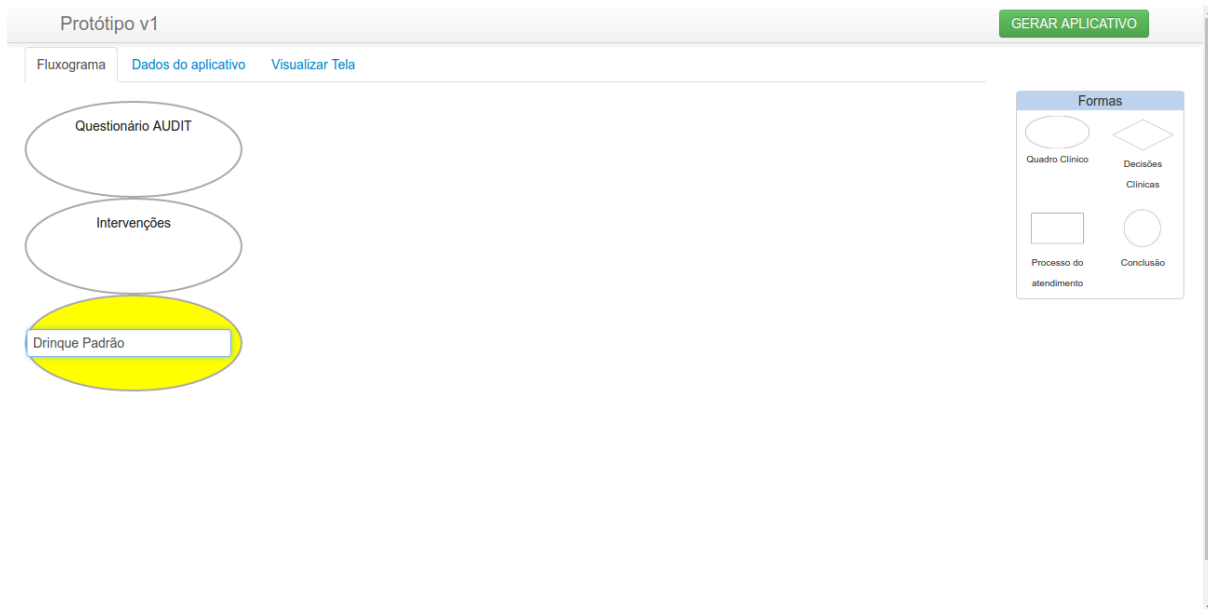 Protótipo v1
GERAR APLICATIVO
Fluxograma
Dados do aplicativo
Visualizar Tela
Questionário AUDIT
Intervenções
Drinque Padrão
Formas
Quadro Clínico
Decisões
Clínicas
Processo do
atendimento
Conclusão